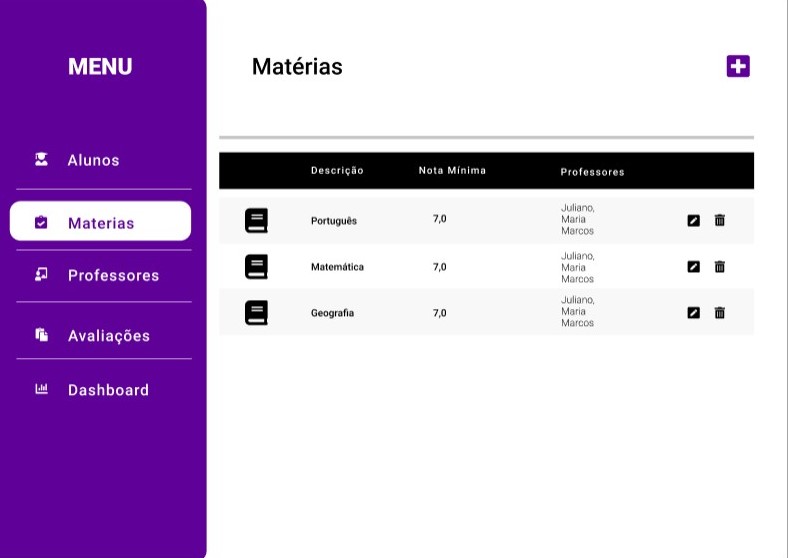 MENU
Alunos
Materias
Professores
Avaliações
Dashboard
Matérias
Descrição Nota Mínima Professores
Português 7,0 Juliano,
Maria
Marcos
Matemática 7,0 Juliano,
Maria
Marcos
Geografia 7,0 Juliano,
Maria
Marcos